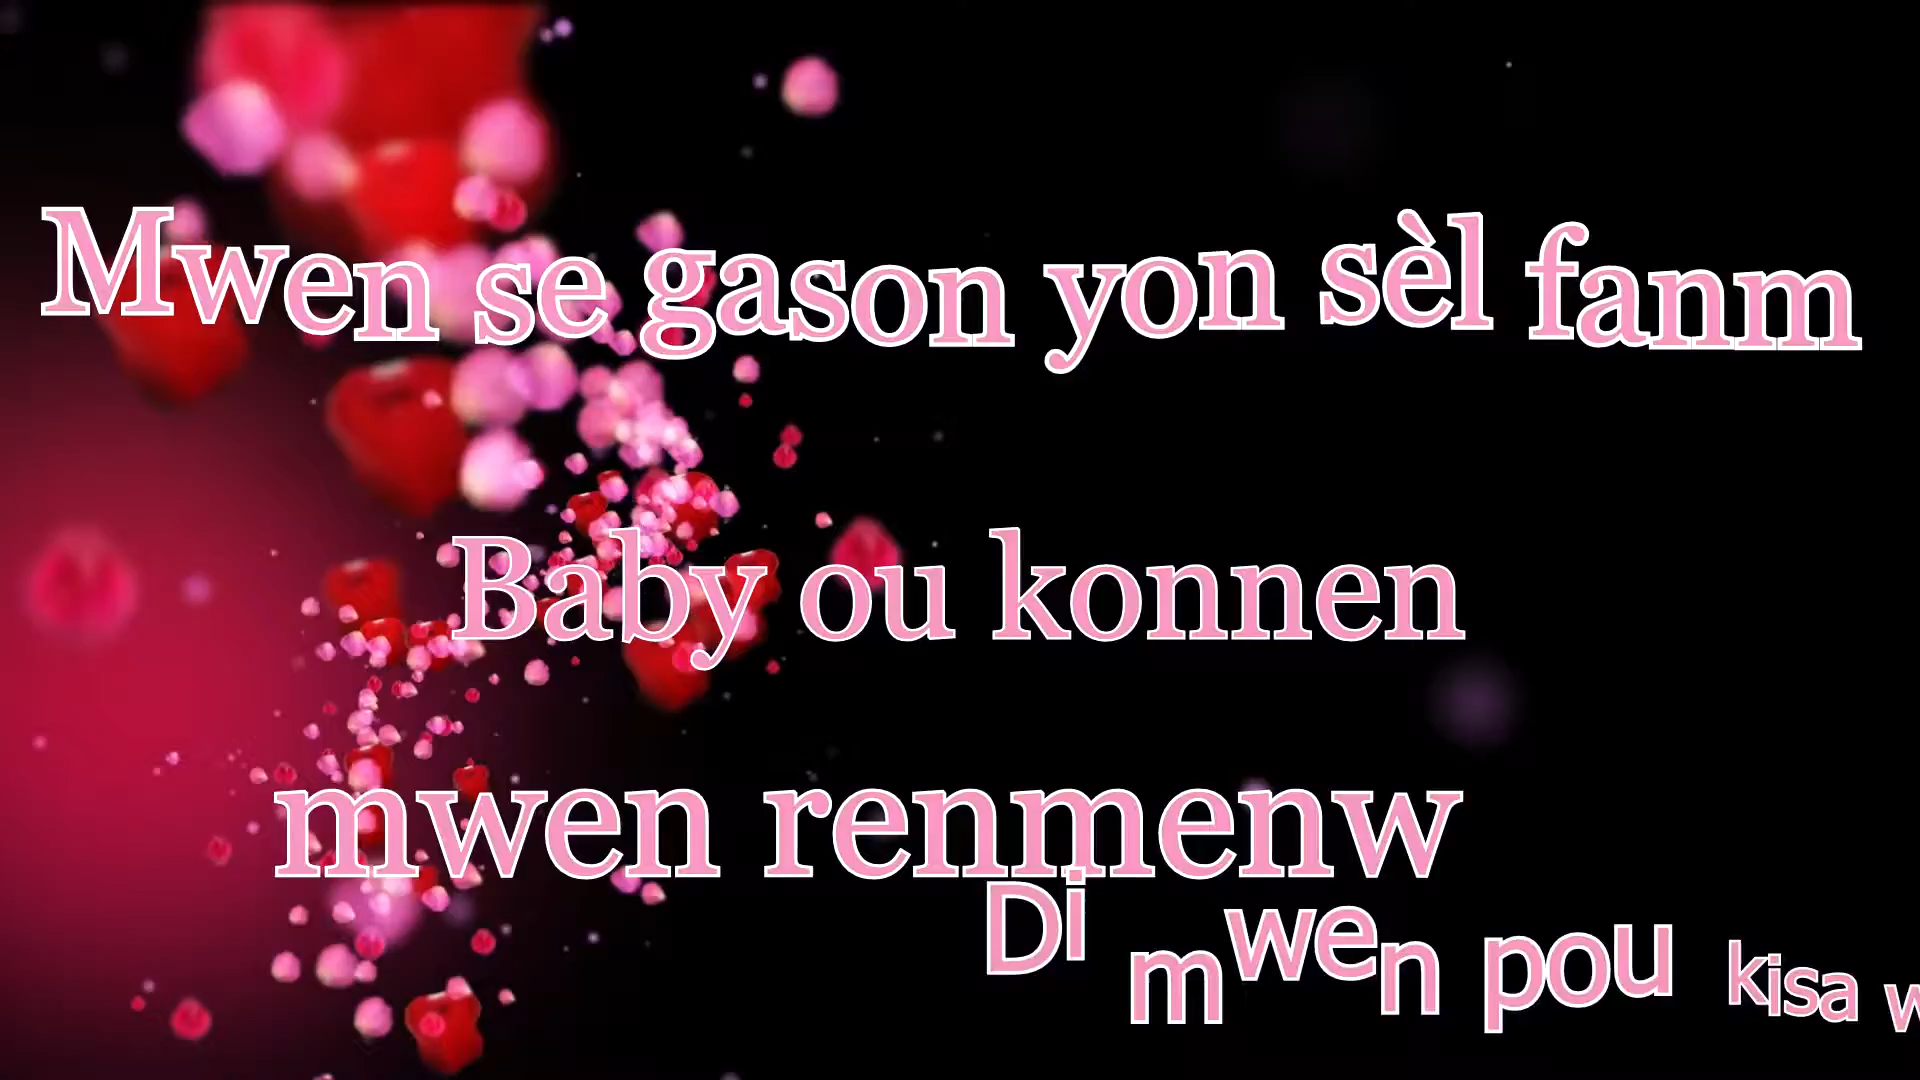 Mwen se gason yon sèl fanm
Baby ou konnen
mwen renmenw
Di mwen pou kisa